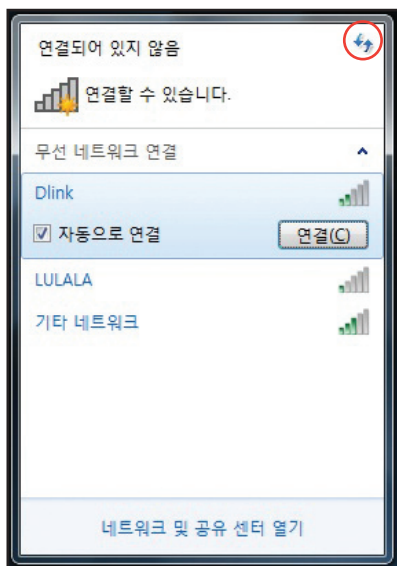 연결되어 있지 않음
연결할 수 있습니다.
무선 네트워크 연결
Dlink
자동으로 연결
연결(C)
LULALA
기타 네트워크
네트워크 및 공유 센터 열기